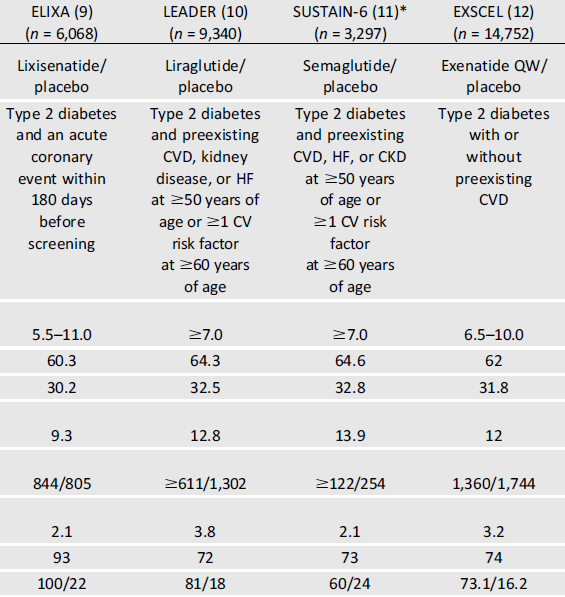 ELIXA (9) LEADER (10) SUSTAIN-6 (11)* EXSCEL (12)
(n = 6,068) (n = 9,340) (n = 3,297) (n = 14,752)
Lixisenatide/ Liraglutide/ Semaglutide/ Exenatide QW/
placebo placebo placebo placebo
Type 2 diabetes Type 2 diabetes Type 2 diabetes Type 2 diabetes
and an acute and preexisting and preexisting with or
coronary CVD, kidney CVD, HF, or CKD without
event within disease, or HF at ≥50 years preexisting
180 days at ≥50 years of of age or CVD
before age or ≥1 CV ≥1 CV risk
screening risk factor factor
at ≥60 years at ≥60 years
of age of age
5.5–11.0 ≥7.0 ≥7.0 6.5–10.0
60.3 64.3 64.6 62
30.2 32.5 32.8 31.8
9.3 12.8 13.9 12
844/805 ≥611/1,302 ≥122/254 1,360/1,744
2.1 3.8 2.1 3.2
93 72 73 74
100/22 81/18 60/24 73.1/16.2